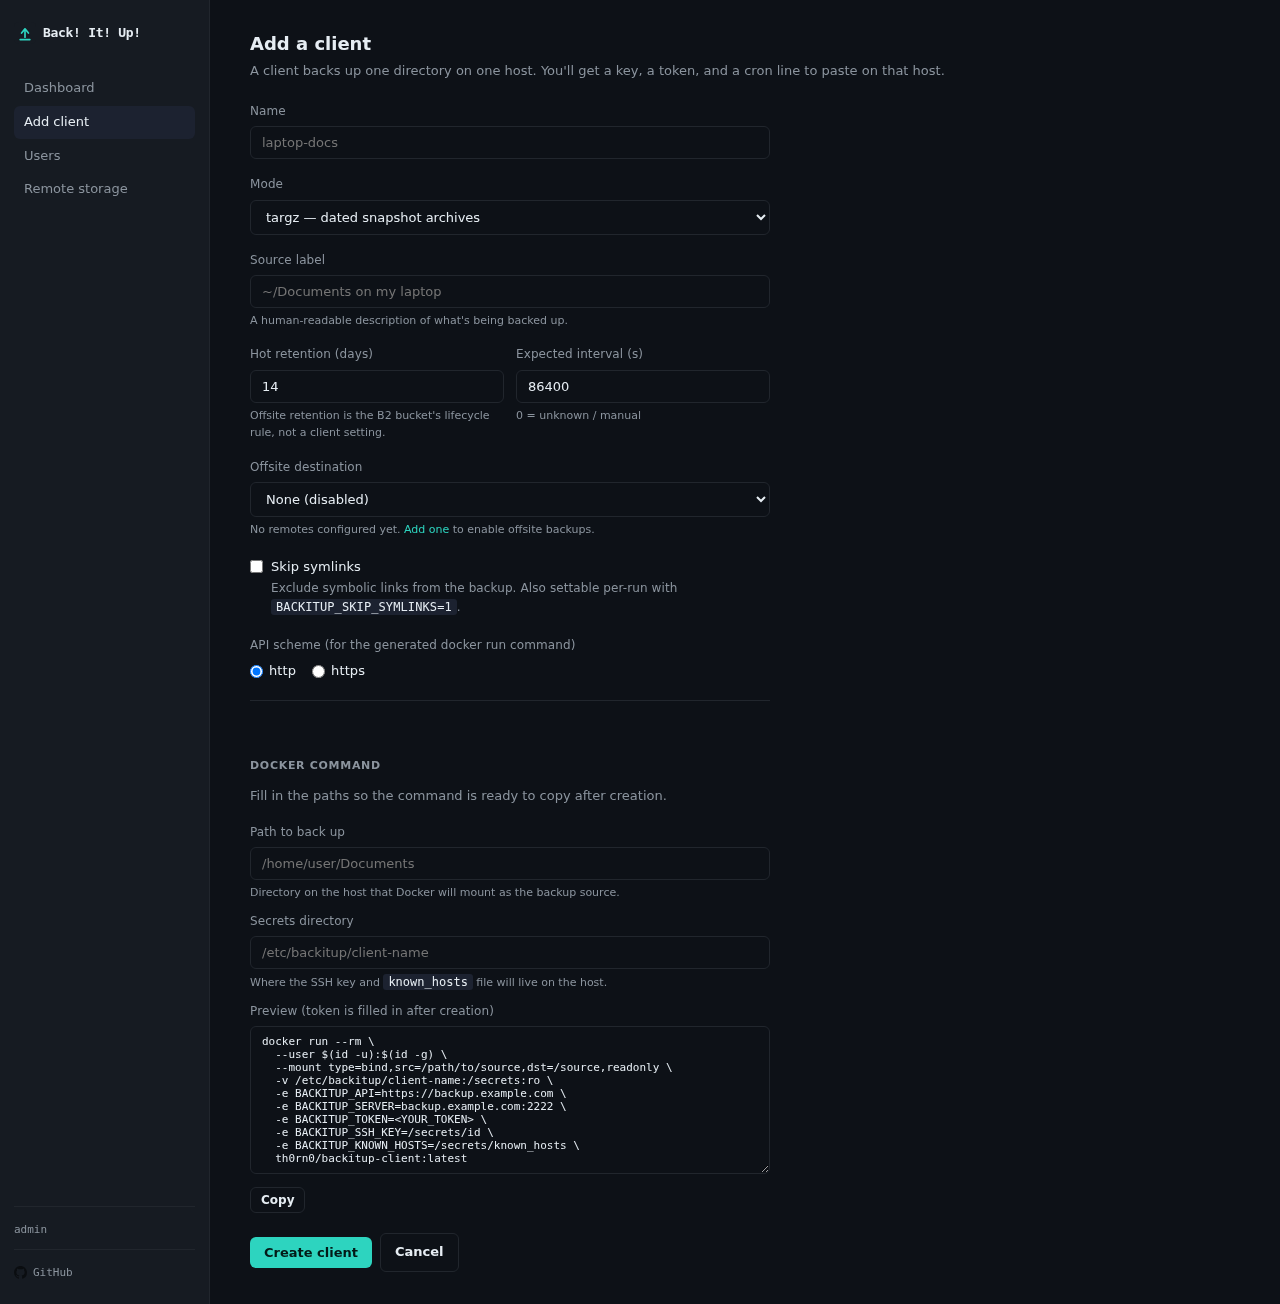 Back! It! Up!
Dashboard
Add client
Users
Remote storage
admin
GitHub
Add a client
A client backs up one directory on one host. You'll get a key, a token, and a cron line to paste on that host.
Name
laptop-docs
Mode
targz — dated snapshot archives
Source label
~/Documents on my laptop
A human-readable description of what's being backed up.
Hot retention (days)
14
Offsite retention is the B2 bucket's lifecycle
rule, not a client setting.
Expected interval (s)
86400
0 = unknown / manual
Offsite destination
None (disabled)
No remotes configured yet. Add one to enable offsite backups.
Skip symlinks
Exclude symbolic links from the backup. Also settable per-run with
BACKITUP_SKIP_SYMLINKS=1.
API scheme (for the generated docker run command)
http https
DOCKER COMMAND
Fill in the paths so the command is ready to copy after creation.
Path to back up
/home/user/Documents
Directory on the host that Docker will mount as the backup source.
Secrets directory
/etc/backitup/client-name
Where the SSH key and known_hosts file will live on the host.
Preview (token is filled in after creation)
docker run --rm \
  --user $(id -u):$(id -g) \
  --mount type=bind,src=/path/to/source,dst=/source,readonly \
  -v /etc/backitup/client-name:/secrets:ro \
  -e BACKITUP_API=https://backup.example.com \
  -e BACKITUP_SERVER=backup.example.com:2222 \
  -e BACKITUP_TOKEN=<YOUR_TOKEN> \
  -e BACKITUP_SSH_KEY=/secrets/id \
  -e BACKITUP_KNOWN_HOSTS=/secrets/known_hosts \
  th0rn0/backitup-client:latest
Copy
Create client Cancel